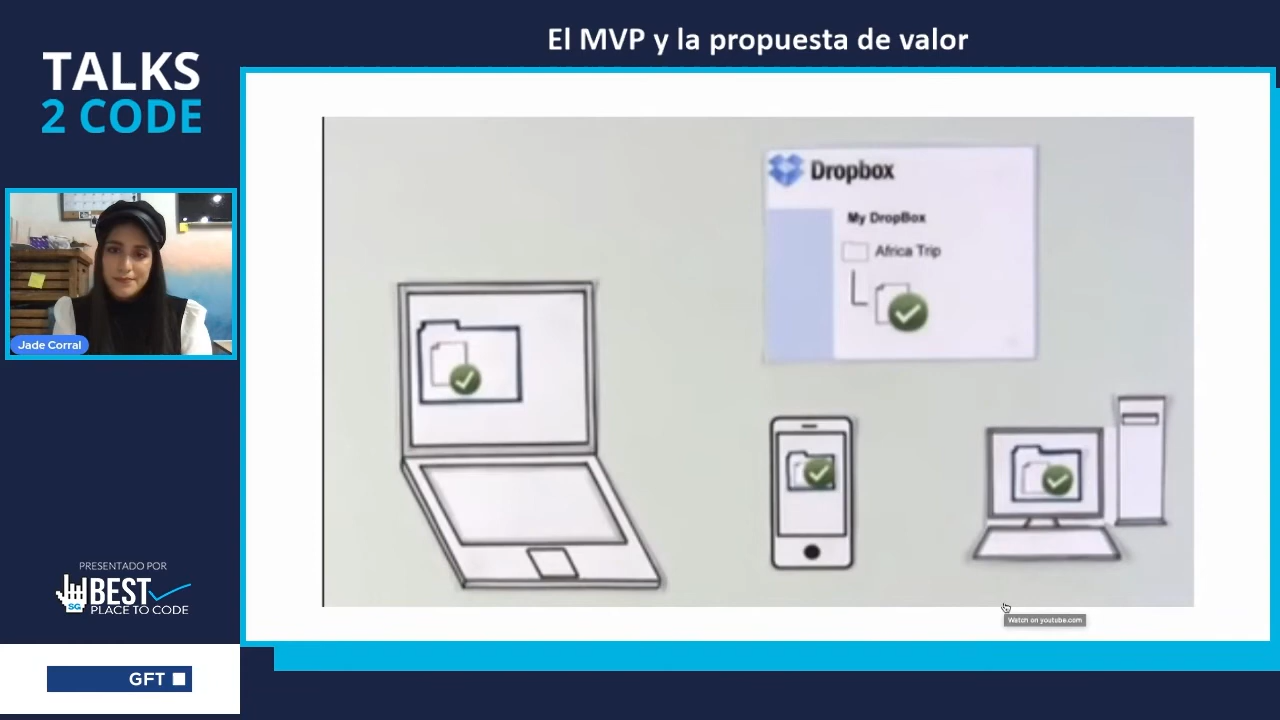 El MVP y la propuesta de valor
TALKS
2 CODE
Dropbox
My DropBox
Africa Trip
Jade Corral
Watch on youtube.com
PRESENTADO POR
SG
BEST
PLACE TO CODE
GFT